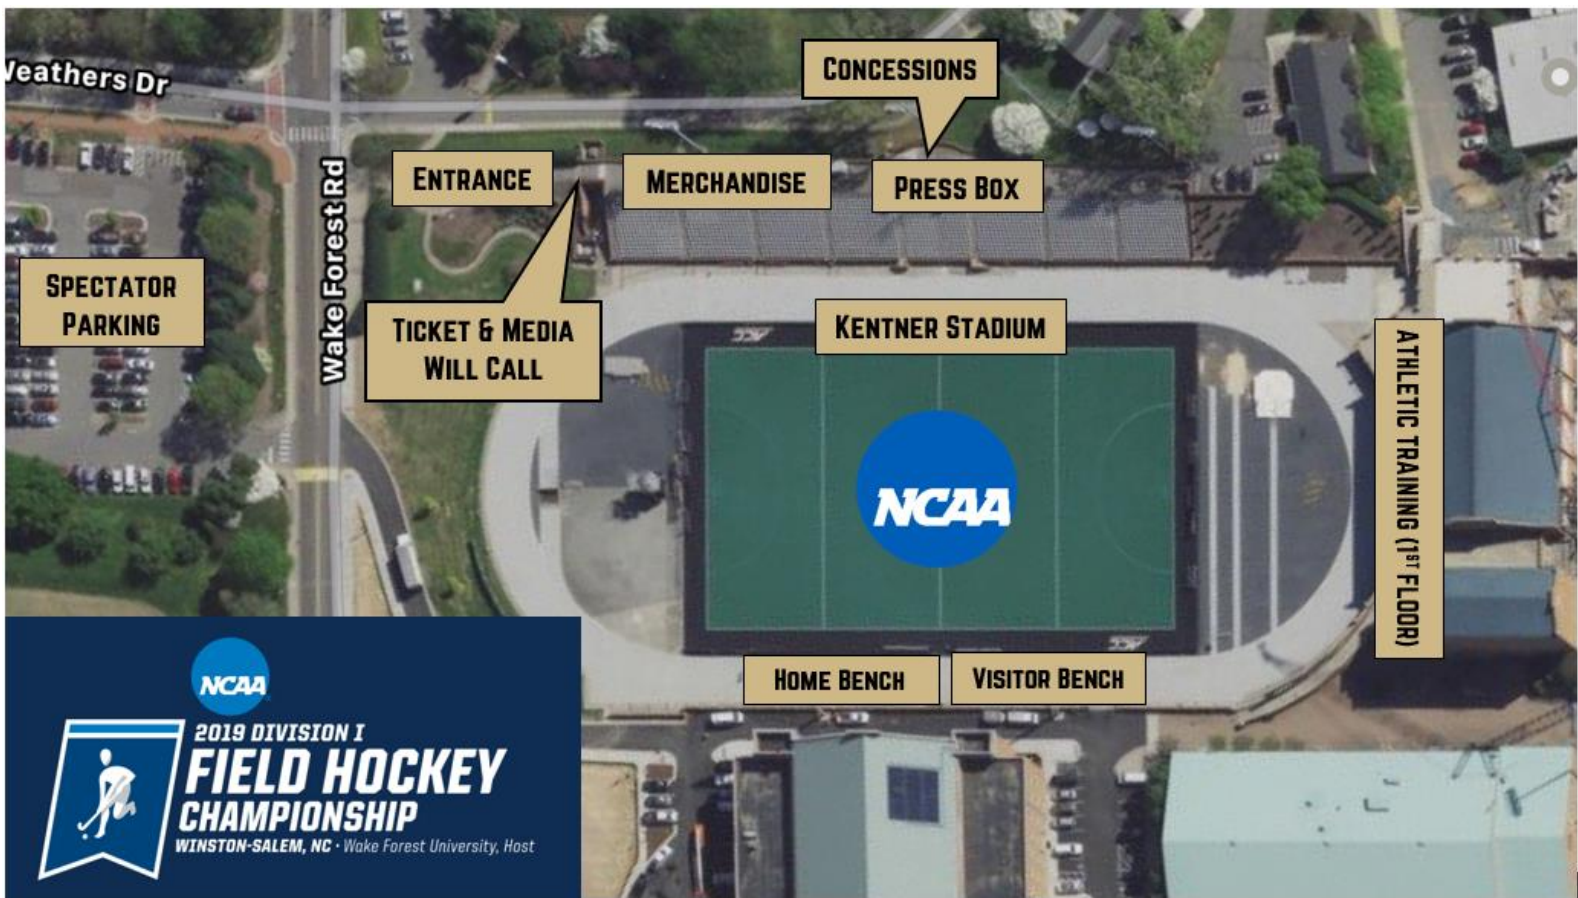 Weathers Dr
CONCESSIONS
ENTRANCE
MERCHANDISE
PRESS BOX
Wake Forest Rd
SPECTATOR
PARKING
TICKET & MEDIA
WILL CALL
KENTNER STADIUM
ATHLETIC TRAINING (1ST FLOOR)
ACC
NCAA
ACC
HOME BENCH
VISITOR BENCH
NCAA
2019 DIVISION I
FIELD HOCKEY
CHAMPIONSHIP
WINSTON-SALEM, NC • Wake Forest University, Host